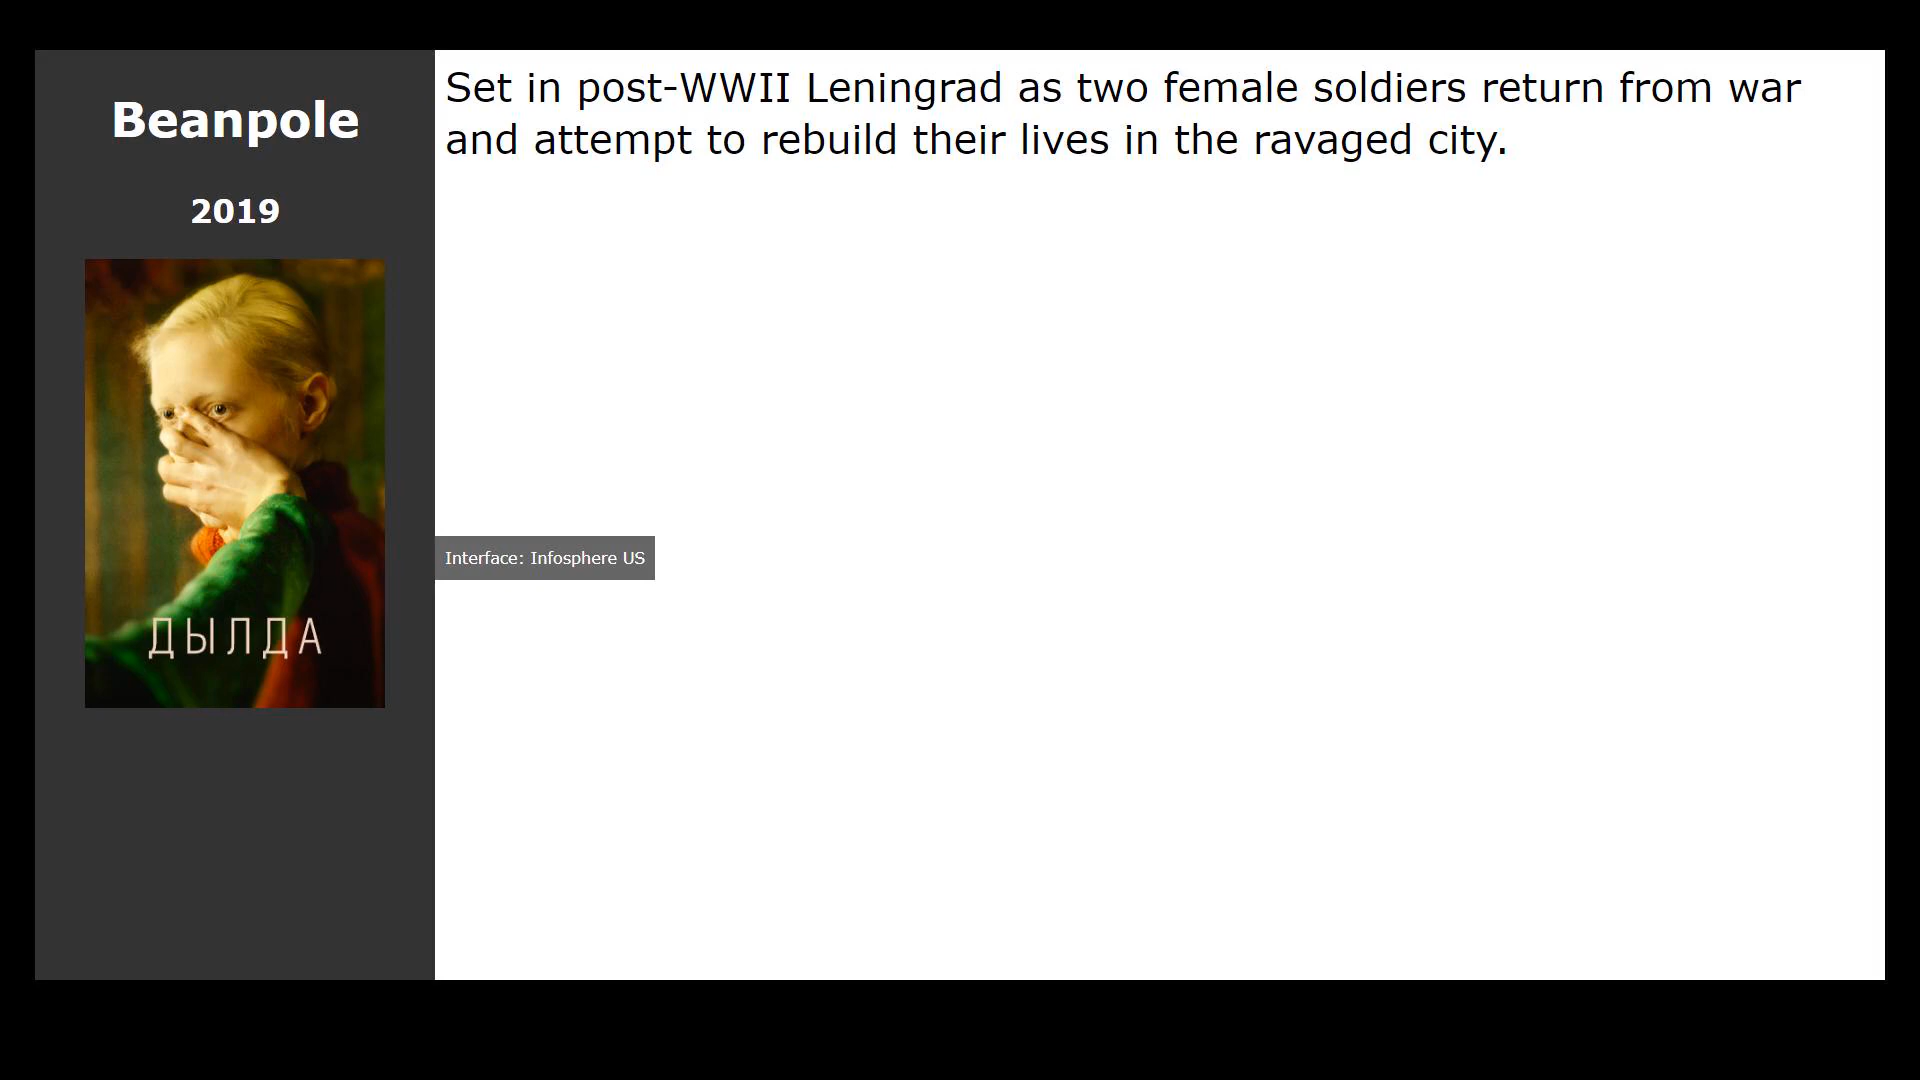 Beanpole
2019
ДЫЛДА
Set in post-WWII Leningrad as two female soldiers return from war
and attempt to rebuild their lives in the ravaged city.
Interface: Infosphere US